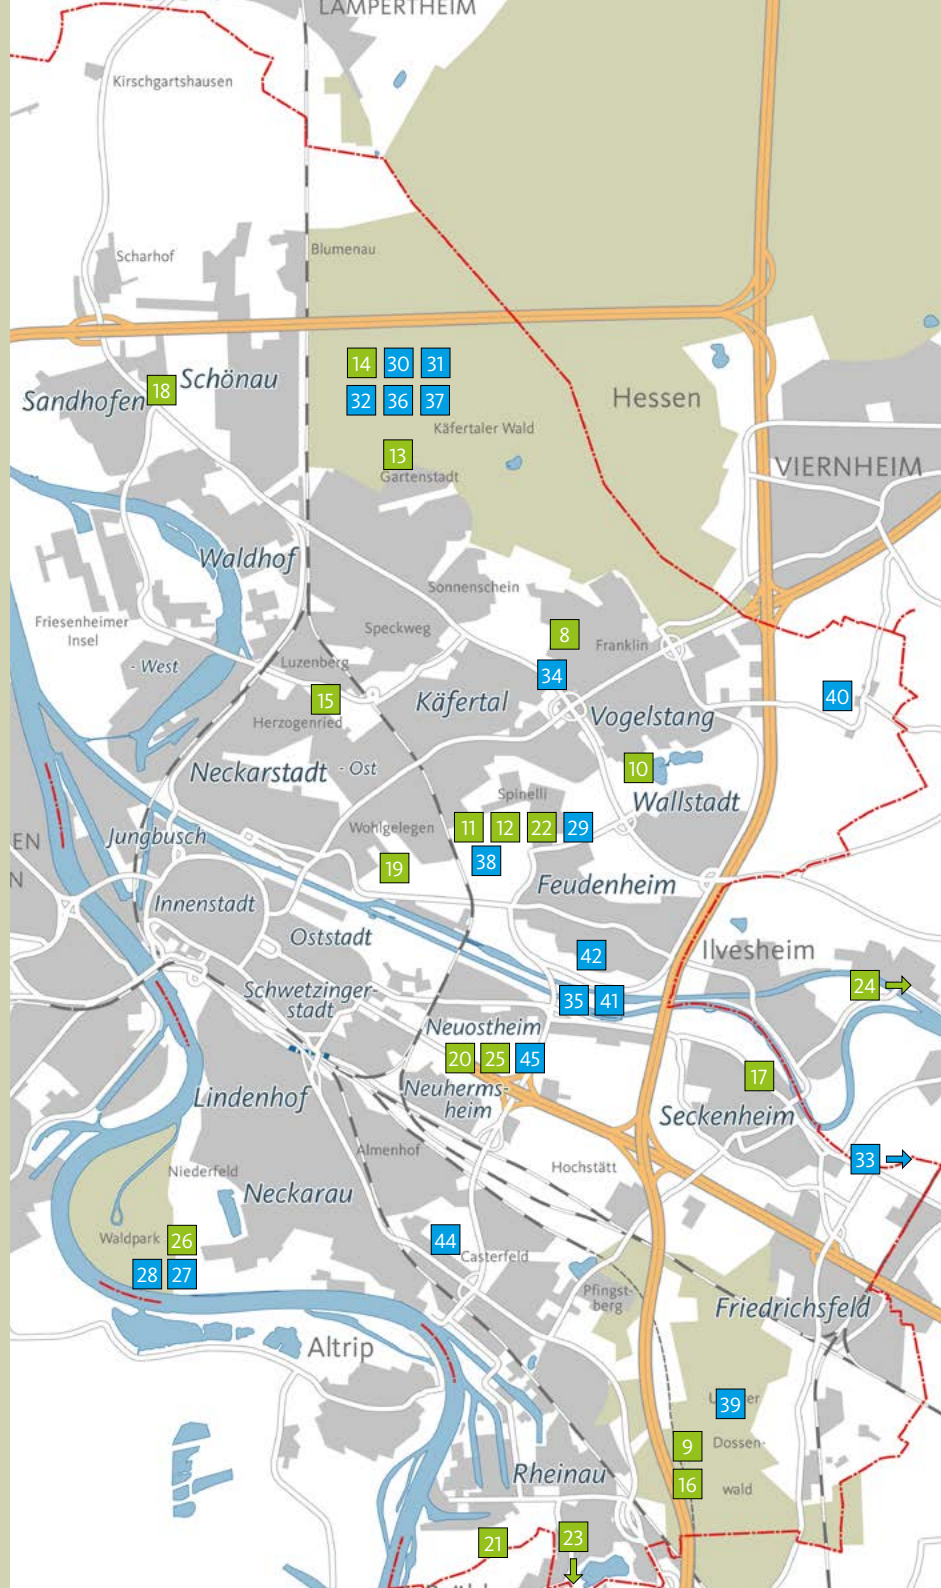 LAMPERTHEIM
Kirschgartshausen
Scharhof
Blumenau
14 30 31
32 36 37
Schönau
18
Sandhofen
Hessen
Käfertaler Wald
13
Gartenstadt
VIERNHEIM
Waldhof
Sonnenschein
Friesenheimer
Insel
Speckweg
8
Franklin
- West
Luzenberg
34
15
Käfertal
40
Herzogenried
Vogelstang
Neckarstadt - Ost
10
Spinelli
Wallstadt
Jungbusch
Wohlgelegen
11 12 22 29
EN
38
19
N
Feudenheim
Innenstadt
Oststadt
42
Ilvesheim
Schwetzinger-
stadt
24
35 41
Neuostheim
20 25 45
17
Lindenhof
Neuherms-
heim
Seckenheim
Almenhof
33
Niederfeld
Hochstätt
Neckarau
Waldpark 26
44
Casterfeld
28 27
Pfingst-
berg
Friedrichsfeld
Altrip
39
9
Dossen-
Rheinau
16
wald
21
23